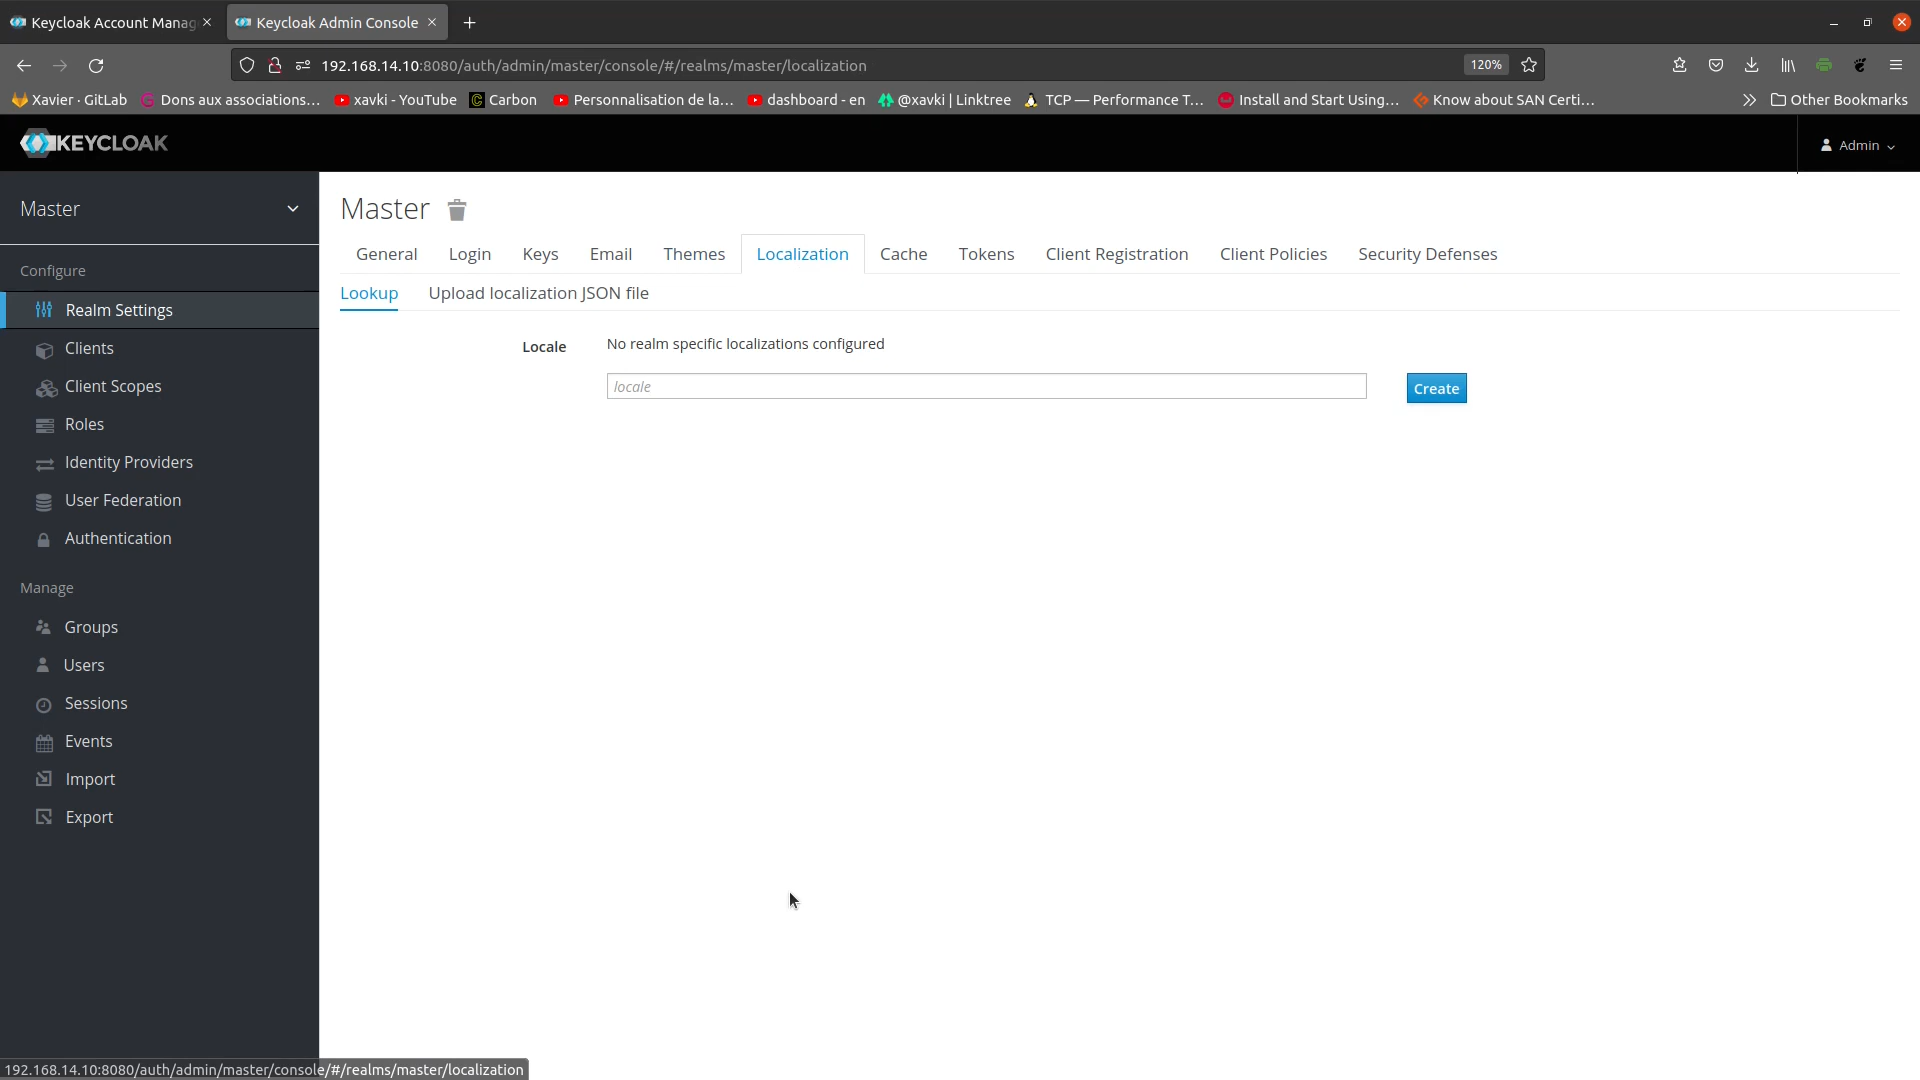 Keycloak Account Manag
Keycloak Admin Console
192.168.14.10:8080/auth/admin/master/console/#/realms/master/localization
120%
Xavier · GitLab
Dons aux associations…
xavki - YouTube
Carbon
Personnalisation de la…
dashboard - en
@xavki | Linktree
TCP — Performance T…
Install and Start Using…
Know about SAN Certi…
Other Bookmarks
KEYCLOAK
Admin
Master
Configure
Realm Settings
Clients
Client Scopes
Roles
Identity Providers
User Federation
Authentication
Manage
Groups
Users
Sessions
Events
Import
Export
Master
General Login Keys Email Themes Localization Cache Tokens Client Registration Client Policies Security Defenses
Lookup Upload localization JSON file
Locale No realm specific localizations configured
locale Create
192.168.14.10:8080/auth/admin/master/console/#/realms/master/localization